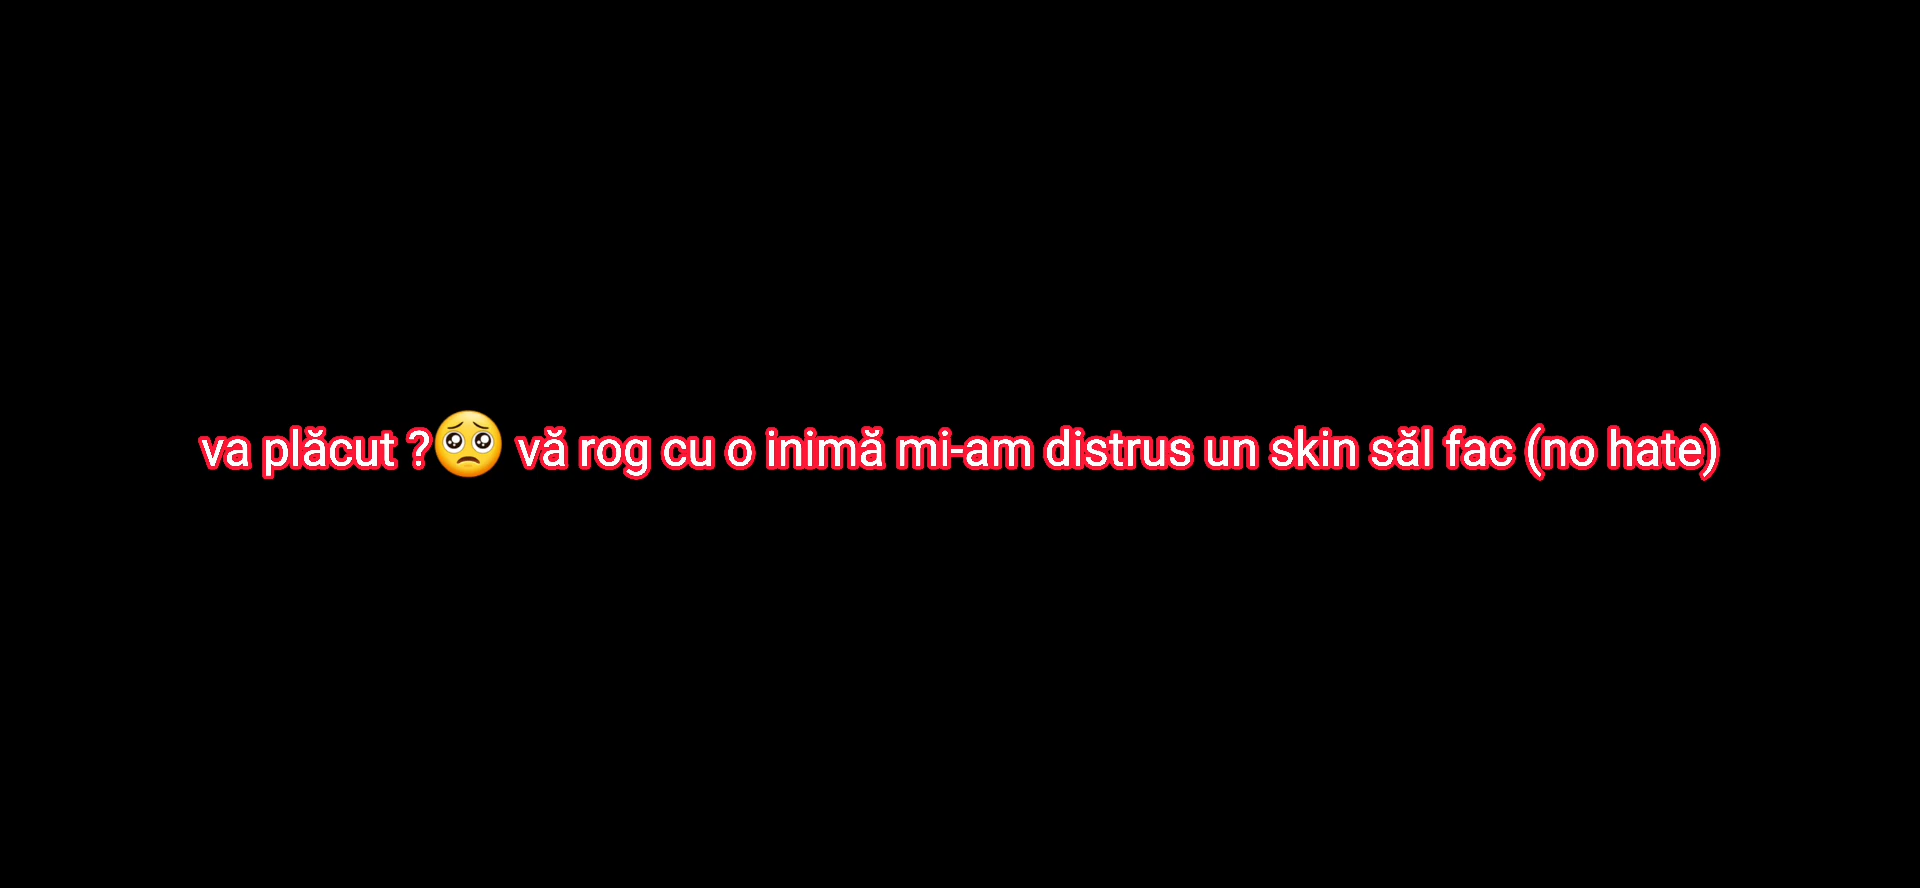 va plăcut ?🥺 vă rog cu o inimă mi-am distrus un skin săl fac (no hate)